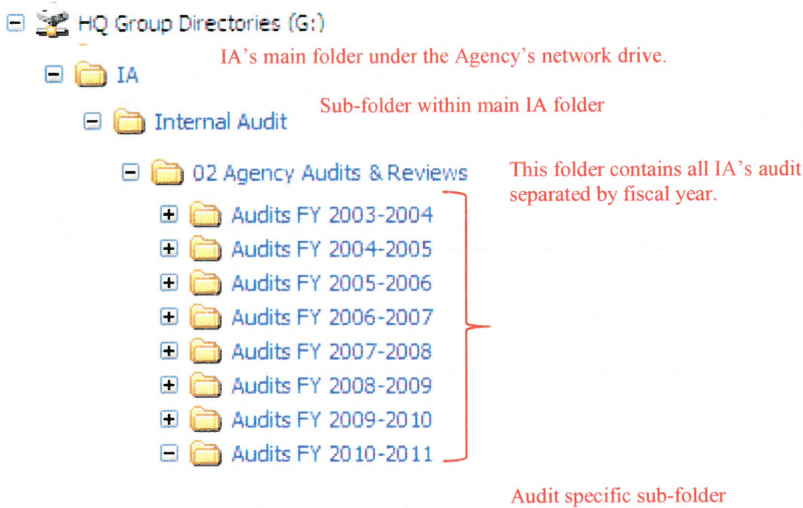 HQ Group Directories (G:)
IA's main folder under the Agency's network drive.
IA
Sub-folder within main IA folder
Internal Audit
02 Agency Audits & Reviews
This folder contains all IA's audit
separated by fiscal year.
Audits FY 2003-2004
Audits FY 2004-2005
Audits FY 2005-2006
Audits FY 2006-2007
Audits FY 2007-2008
Audits FY 2008-2009
Audits FY 2009-2010
Audits FY 2010-2011
Audit specific sub-folder